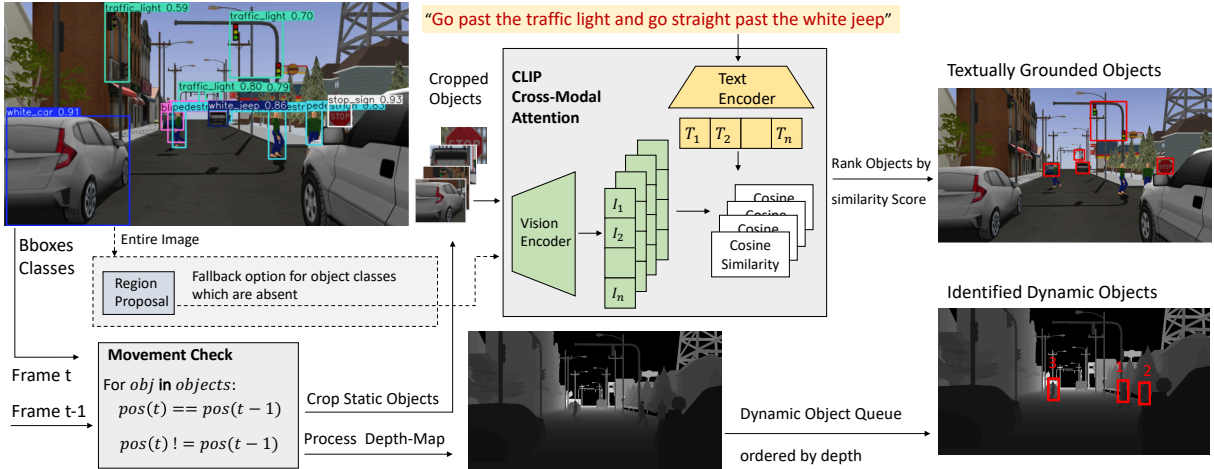 traffic_light 0.59
traffic_light 0.70
traffic_light 0.80
0.79
stop_sign 0.93
white_jeep 0.86
white_car 0.91
“Go past the traffic light and go straight past the white jeep”
Cropped
Objects
CLIP
Cross-Modal
Attention
Text
Encoder
T1 T2 Tn
Vision
Encoder
I1
I2
In
Cosine
Cosine
Cosine
Cosine
Similarity
Rank Objects by
similarity Score
Textually Grounded Objects
STOP
Bboxes
Classes
Entire Image
Region
Proposal
Fallback option for object classes
which are absent
Identified Dynamic Objects
3
1
2
Frame t
Frame t-1
Movement Check
For obj in objects:
pos(t) == pos(t − 1)
pos(t) ! = pos(t − 1)
Crop Static Objects
Process Depth-Map
Dynamic Object Queue
ordered by depth